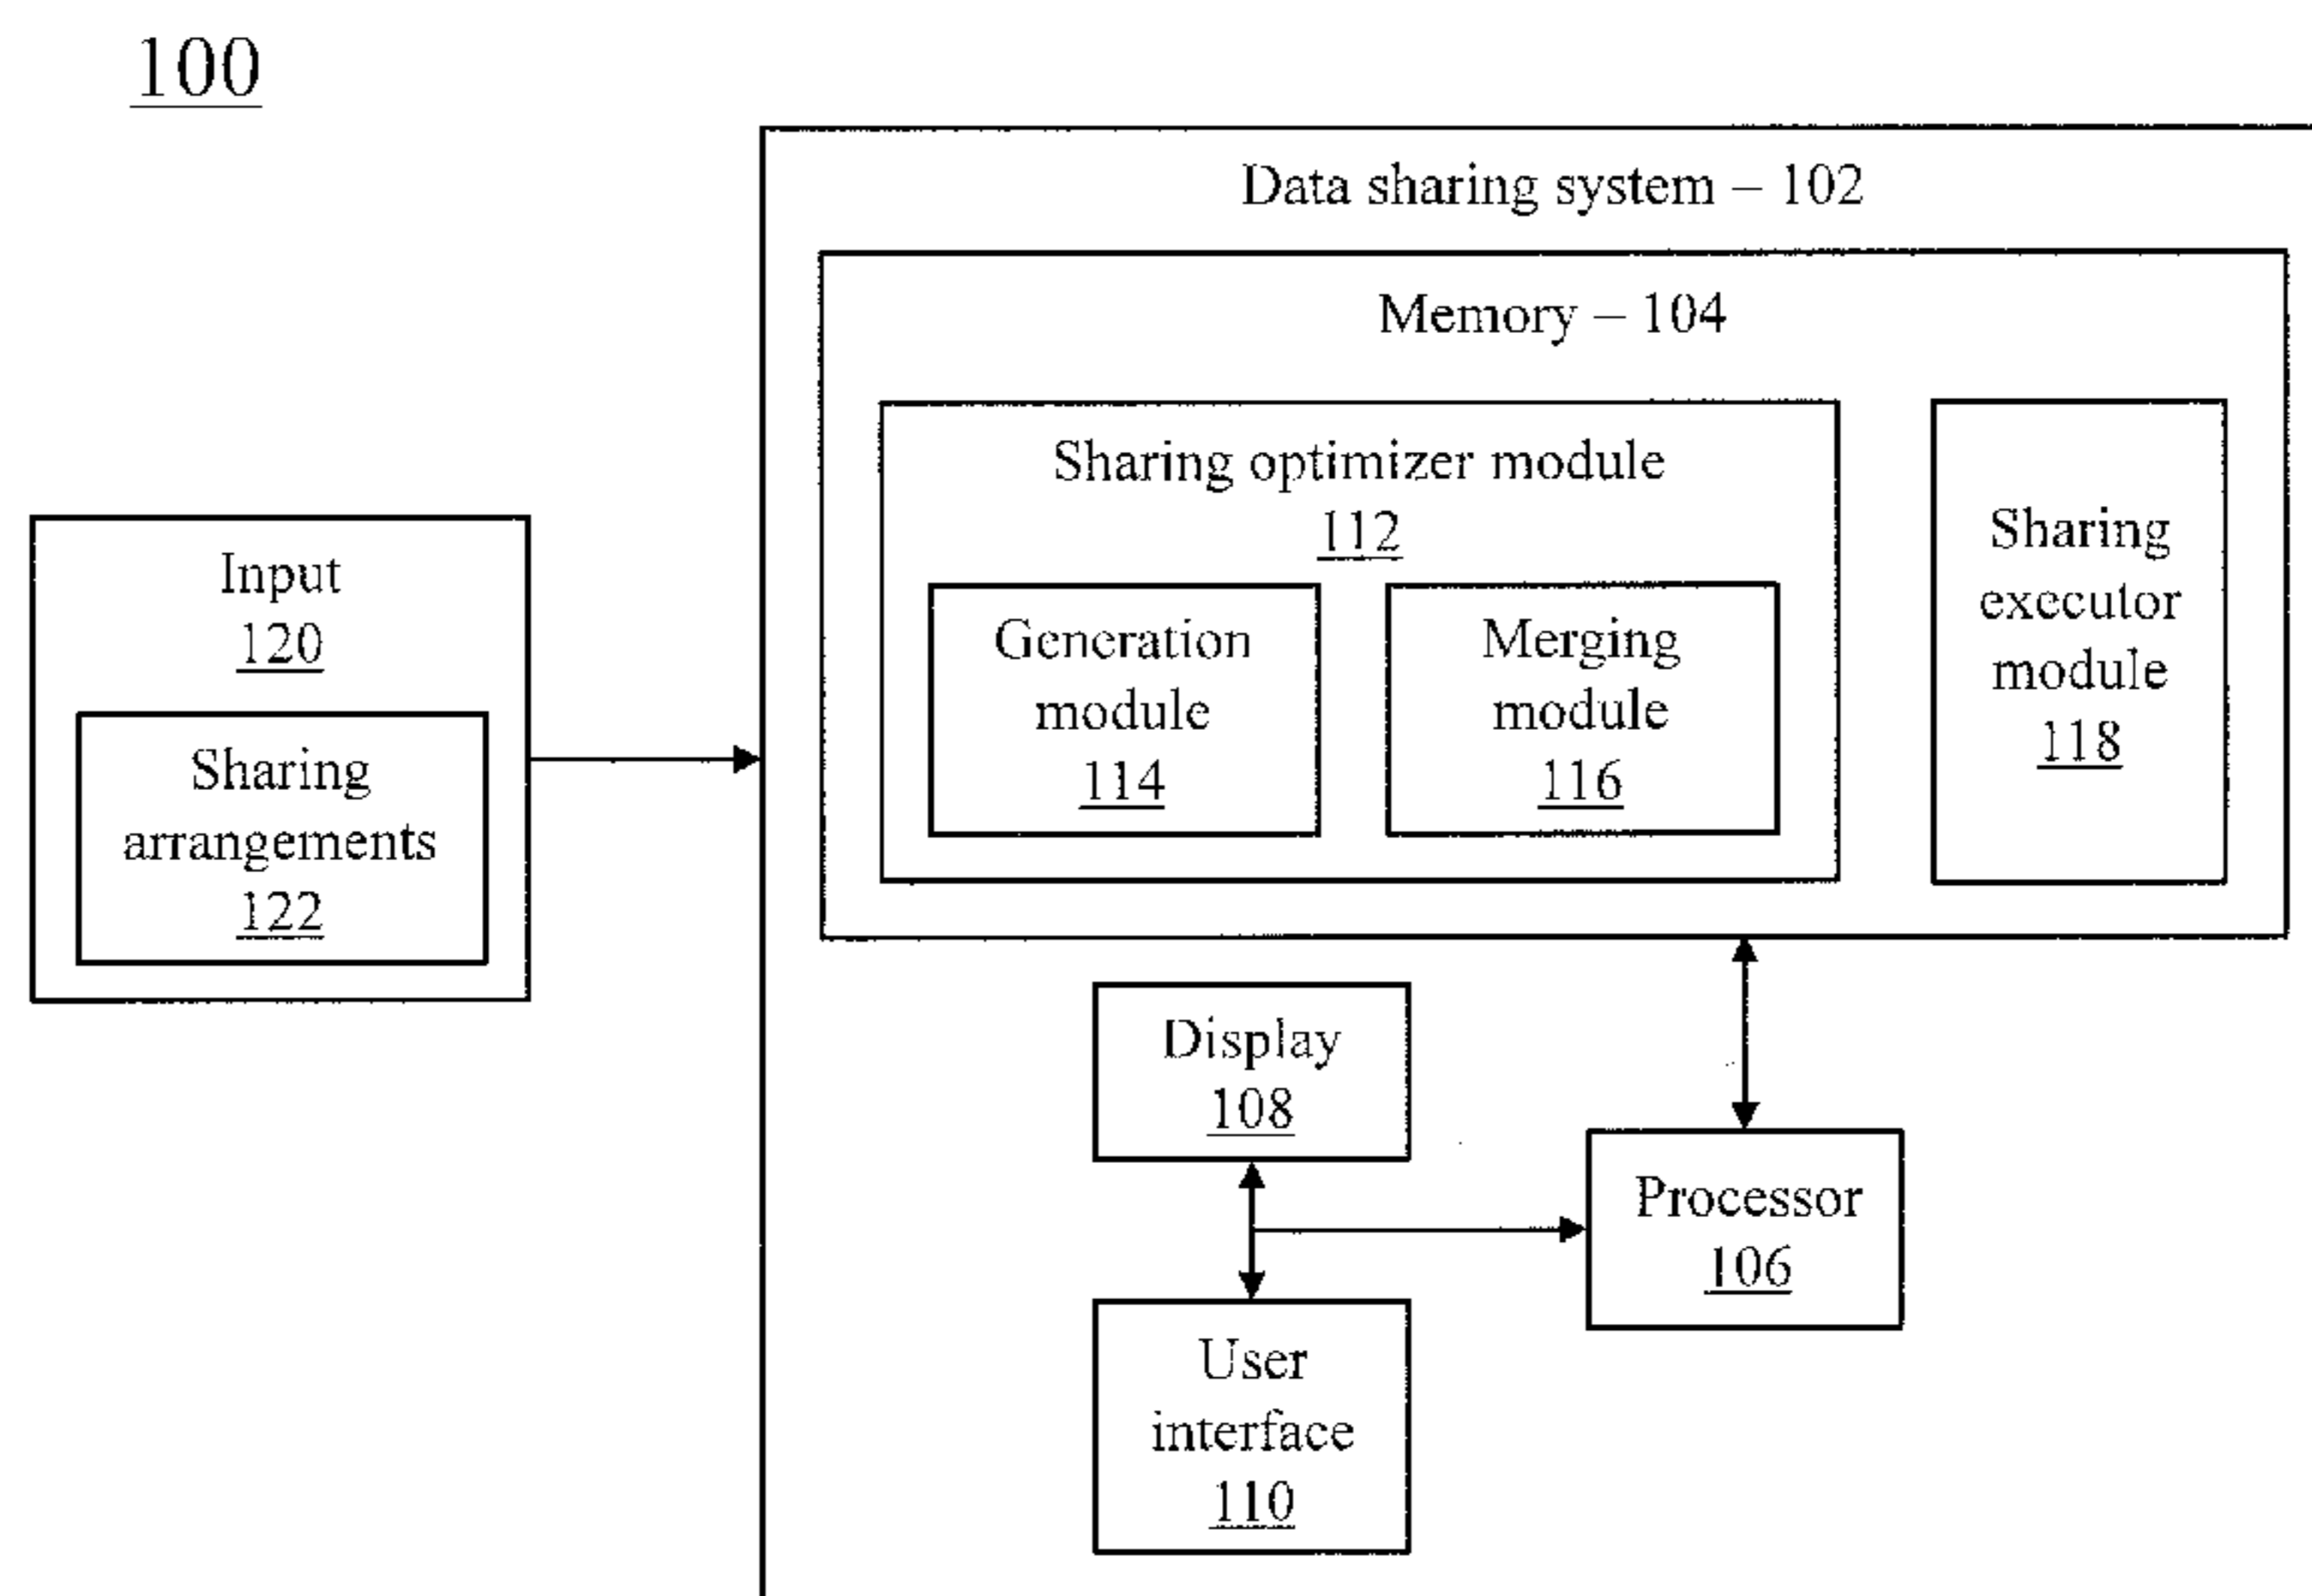 100
Data sharing system – 102
Memory – 104
Sharing optimizer module
112
Generation
module
114
Merging
module
116
Sharing
executor
module
118
Input
120
Sharing
arrangements
122
Display
108
Processor
106
User
interface
110